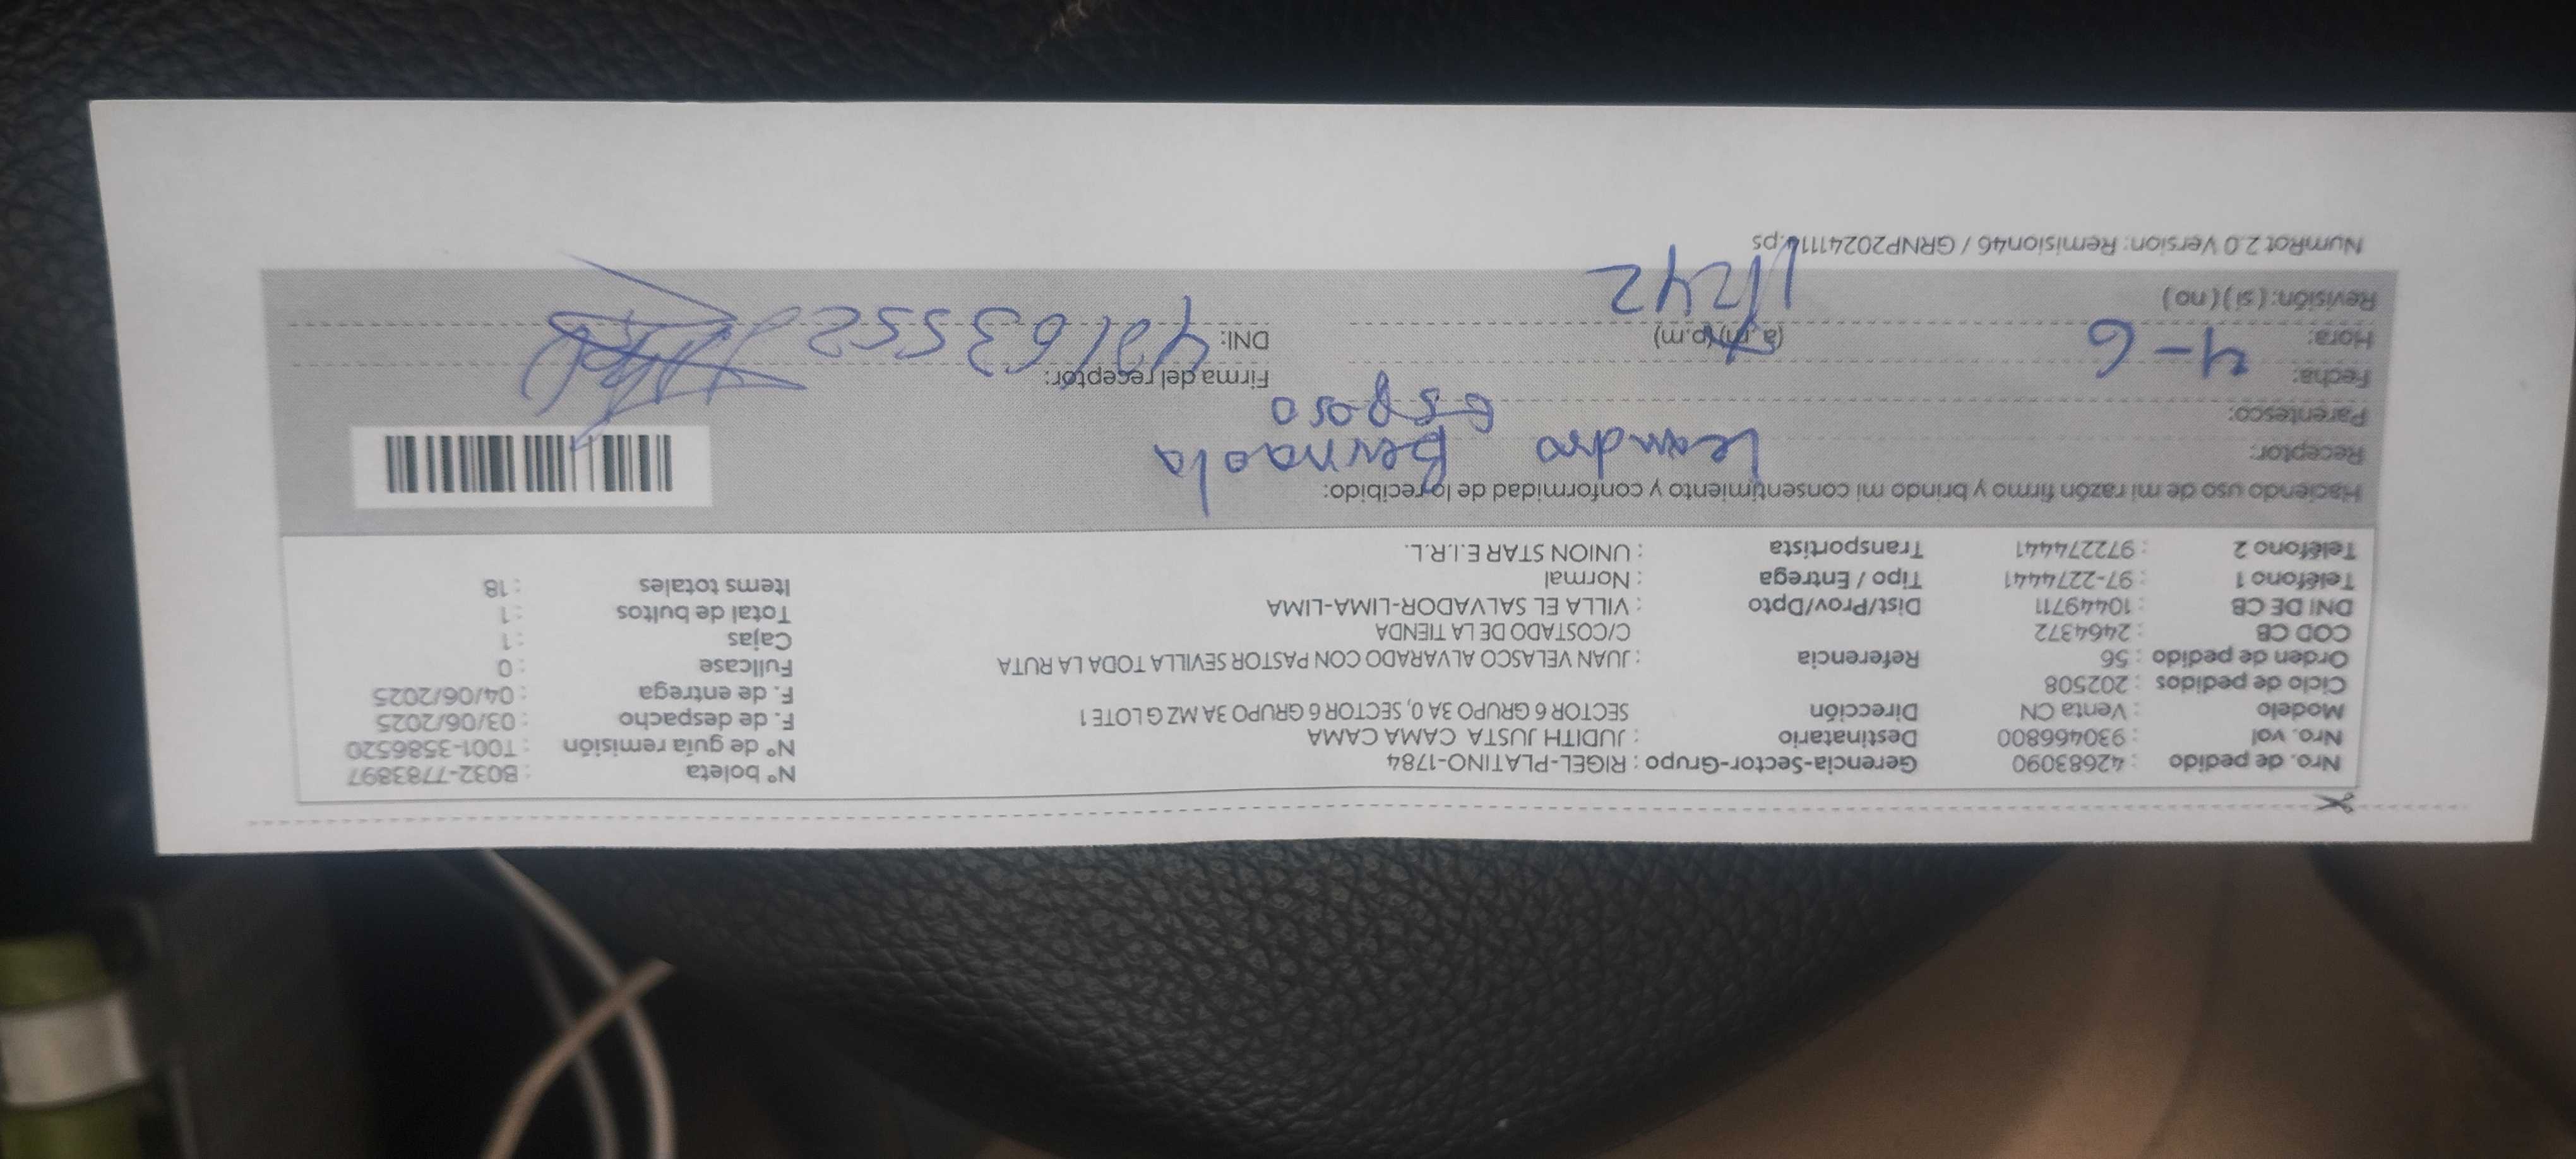 Nro. de pedido : 42683090 Gerencia-Sector-Grupo : RIGEL-PLATINO-1784 N° boleta : B032-7783897
Nro. vol : 930466800 Destinatario : JUDITH JUSTA CAMA CAMA N° de guía remisión : T001-3586520
Modelo : Venta CN Dirección SECTOR 6 GRUPO 3A 0, SECTOR 6 GRUPO 3A MZ G LOTE 1 F. de despacho : 03/06/2025
Ciclo de pedidos : 202508 F. de entrega : 04/06/2025
Orden de pedido : 56 Referencia : JUAN VELASCO ALVARADO CON PASTOR SEVILLA TODA LA RUTA Fullcase : 0
COD CB : 2464372 C/COSTADO DE LA TIENDA Cajas : 1
DNI DE CB : 10449711 Dist/Prov/Dpto : VILLA EL SALVADOR-LIMA-LIMA Total de bultos : 1
Teléfono 1 : 97-2274441 Tipo / Entrega : Normal Items totales : 18
Teléfono 2 : 972274441 Transportista : UNION STAR E.I.R.L.
Haciendo uso de mi razón firmo y brindo mi consentimiento y conformidad de lo recibido:
Receptor: Leandro Bernaola
Parentesco: esposo
Fecha: 4-6 Firma del receptor:
Hora: (a.m) (p.m) DNI:
Revisión: ( si ) ( no )
NumRot 2.0 Version: Remision46 / GRNP20241114.ps